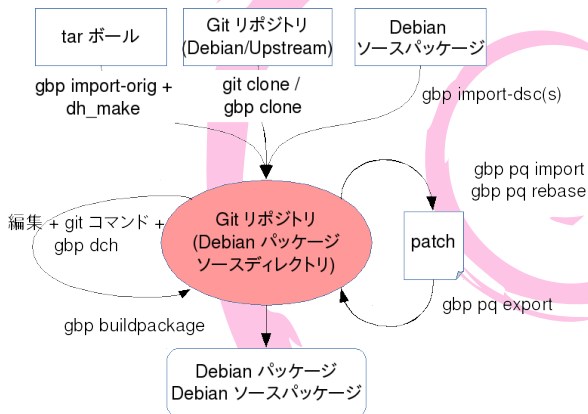 tar ボール
Git リポジトリ
(Debian/Upstream)
Debian
ソースパッケージ
gbp import-orig +
dh_make
git clone /
gbp clone
gbp import-dsc(s)
gbp pq import
gbp pq rebase
編集 + git コマンド +
gbp dch
Git リポジトリ
(Debian パッケージ
ソースディレクトリ)
patch
gbp pq export
gbp buildpackage
Debian パッケージ
Debian ソースパッケージ